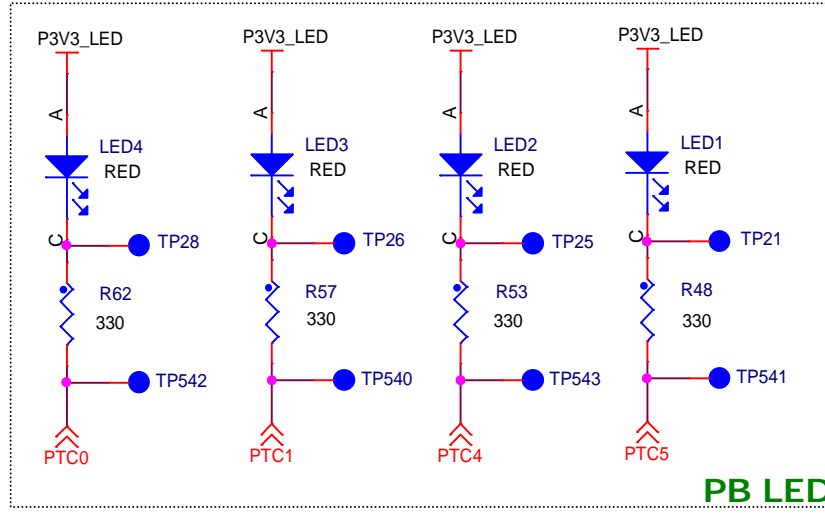 P3V3_LED P3V3_LED P3V3_LED P3V3_LED
A A A A
LED4 LED3 LED2 LED1
RED RED RED RED
C C C C
TP28 TP26 TP25 TP21
R62 R57 R53 R48
330 330 330 330
TP542 TP540 TP543 TP541
PTC0 PTC1 PTC4 PTC5
PB LED